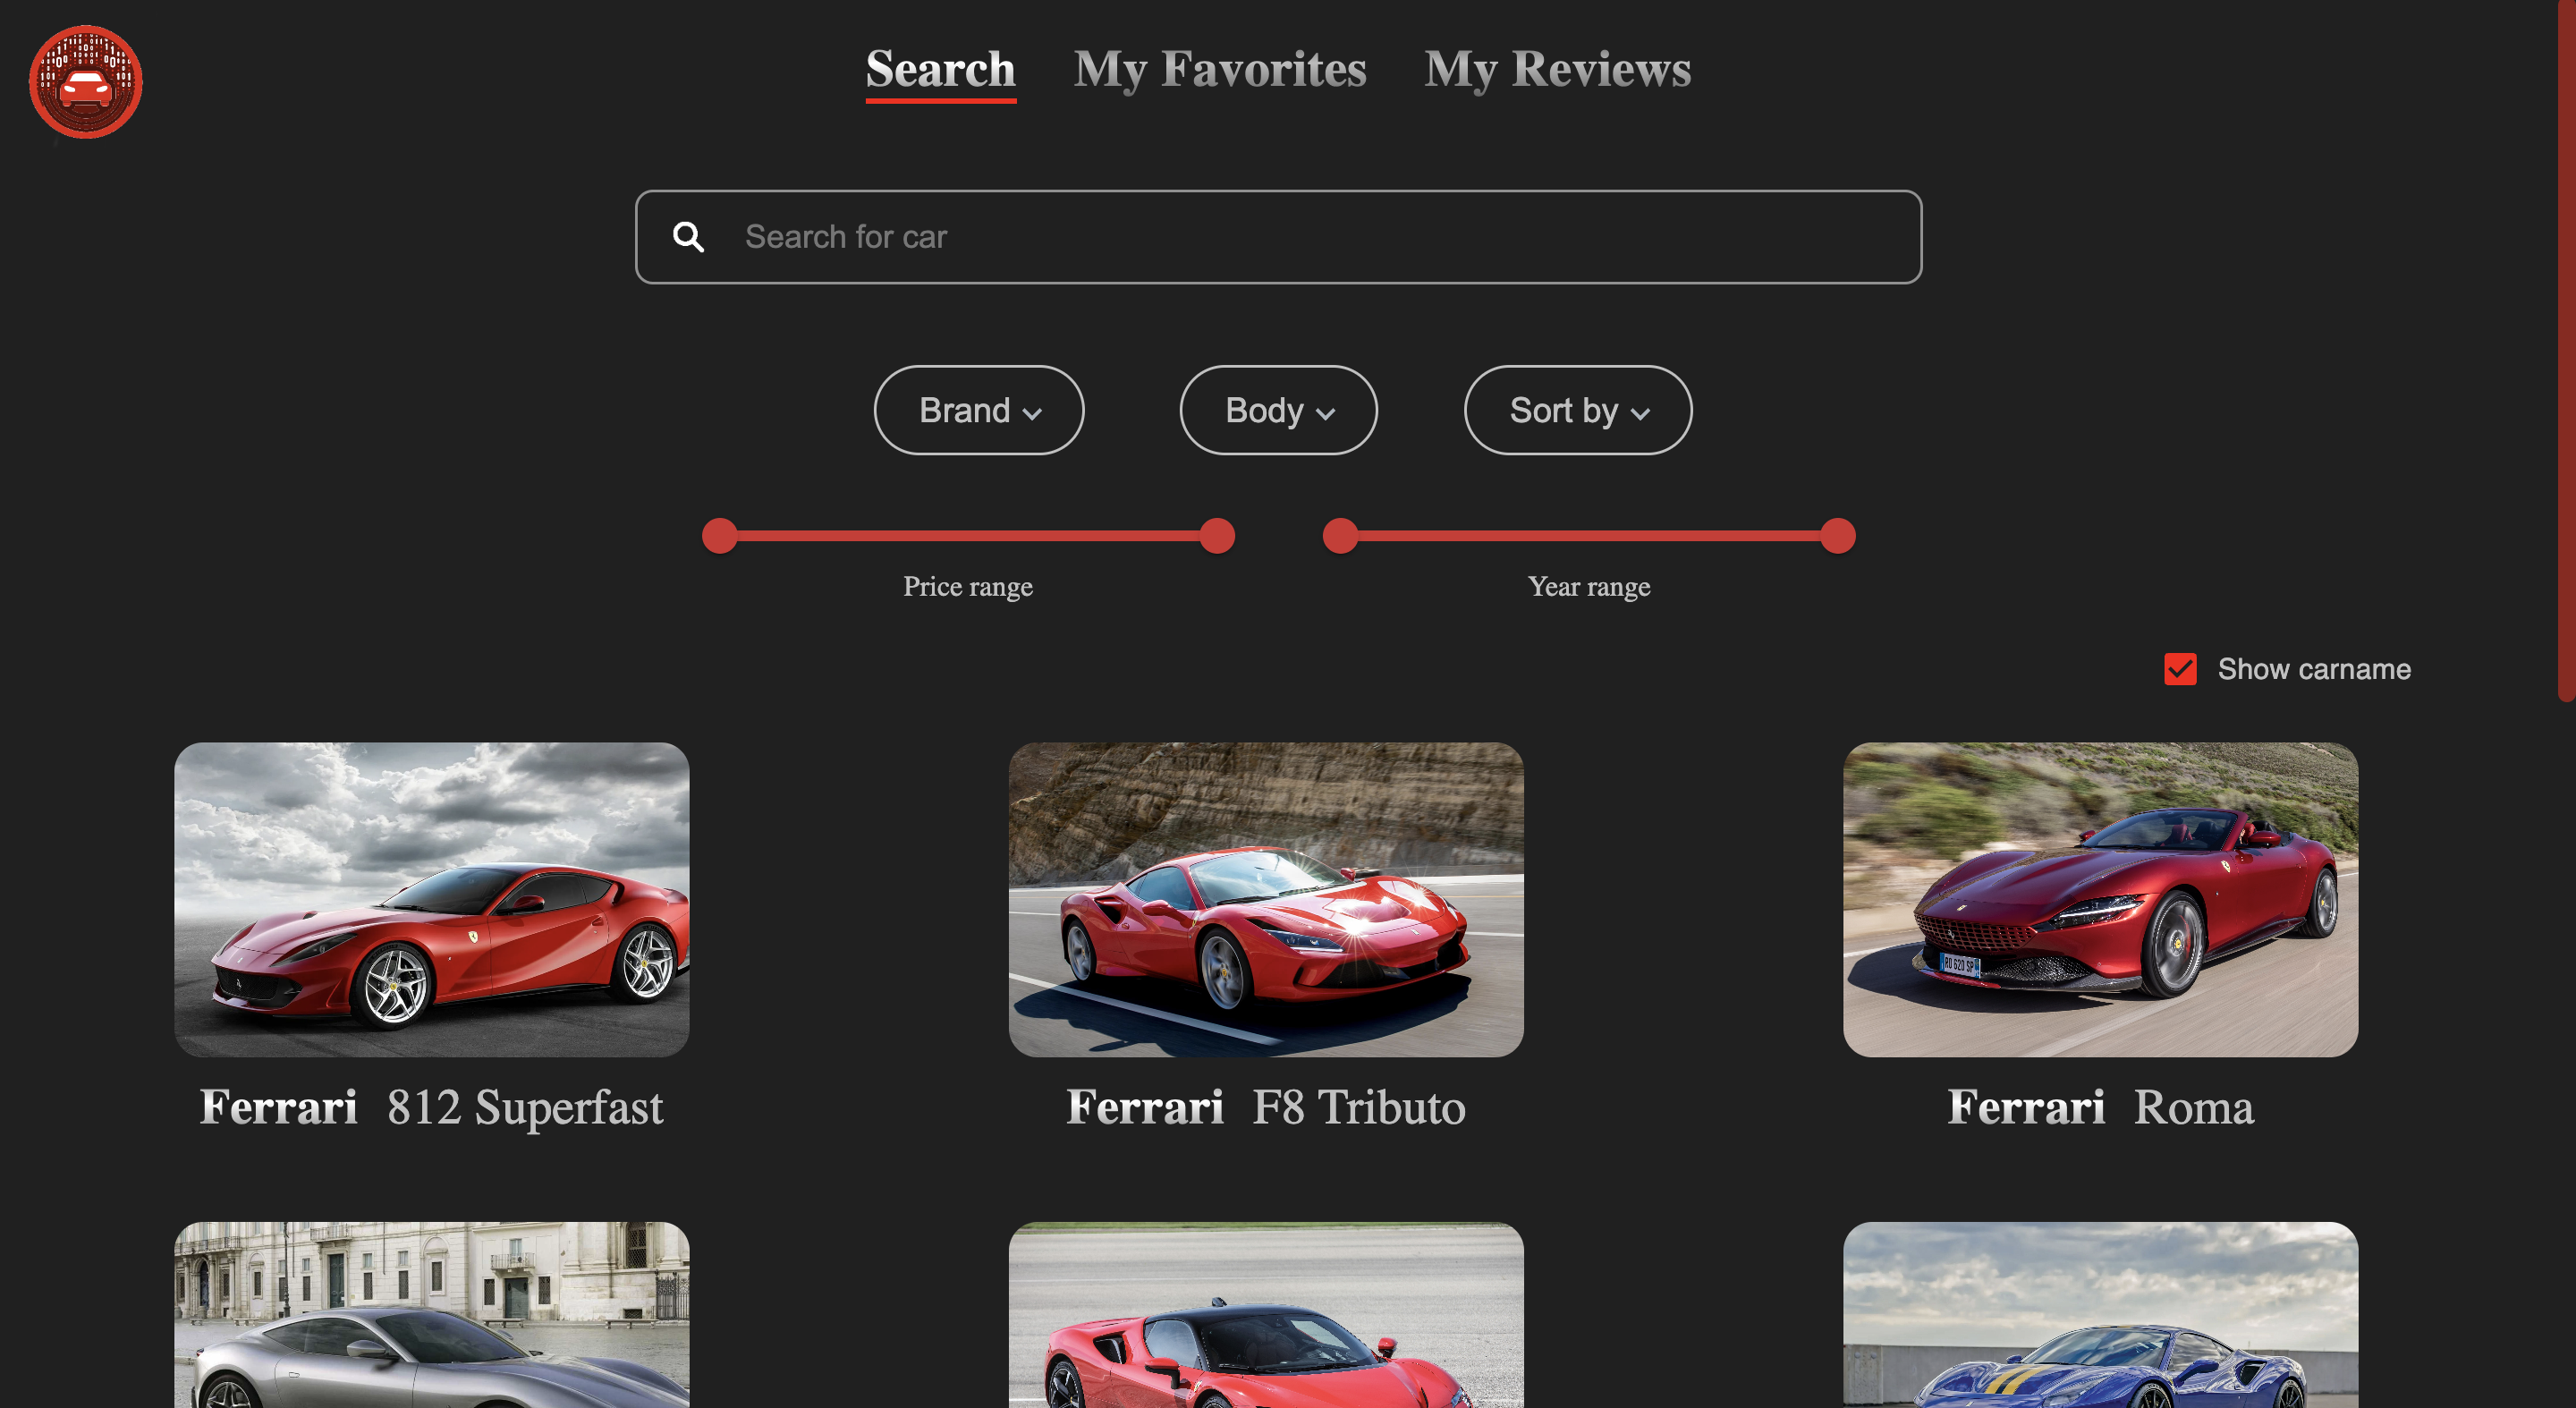 Search My Favorites My Reviews
Search for car
Brand Body Sort by
Price range Year range
Show carname
Ferrari 812 Superfast
Ferrari F8 Tributo
Ferrari Roma